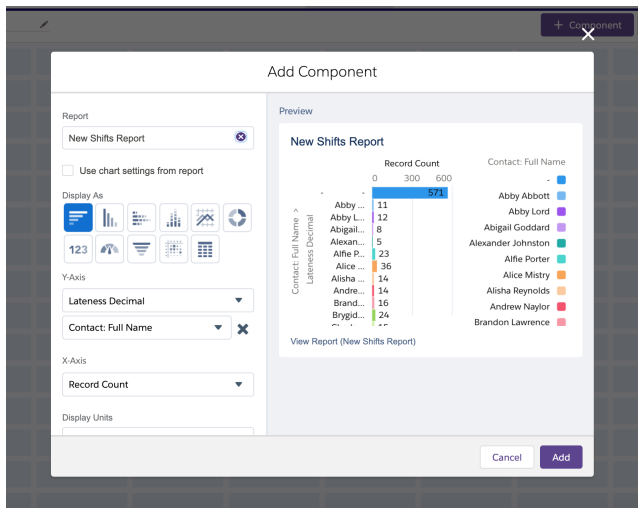 + Component
Add Component
Report
New Shifts Report
Use chart settings from report
Display As
123
Y-Axis
Lateness Decimal
Contact: Full Name
X-Axis
Record Count
Display Units
Preview
New Shifts Report
Record Count
0 300 600
Contact: Full Name >
Lateness Decimal
- - 571
Abby ... 11
Abby L... 12
Abigail... 8
Alexan... 5
Alfie P... 23
Alice ... 36
Alisha ... 14
Andre... 14
Brand... 16
Brygid... 24
Contact: Full Name
-
Abby Abbott
Abby Lord
Abigail Goddard
Alexander Johnston
Alfie Porter
Alice Mistry
Alisha Reynolds
Andrew Naylor
Brandon Lawrence
View Report (New Shifts Report)
Cancel
Add